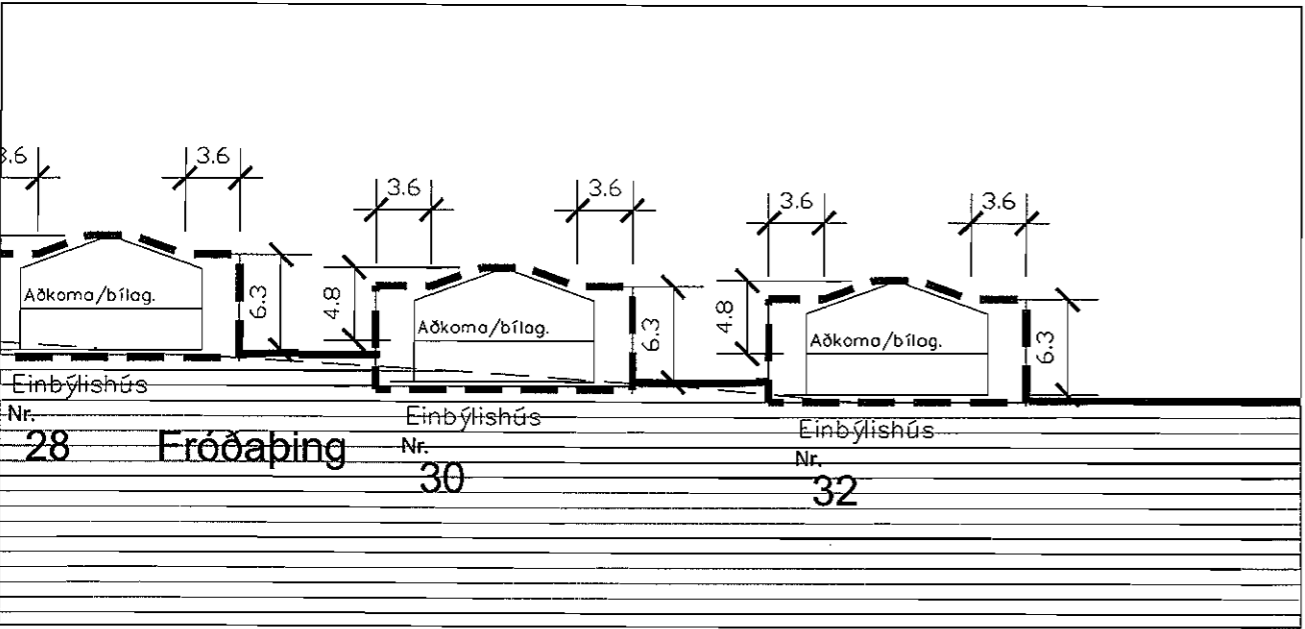 3.6
3.6
3.6
3.6
3.6
3.6
Aðkoma/bílag.
6.3
4.8
Aðkoma/bílag.
6.3
4.8
Aðkoma/bílag.
6.3
Einbýlishús
Nr.
28
Fróðaþing
Einbýlishús
Nr.
30
Einbýlishús
Nr.
32